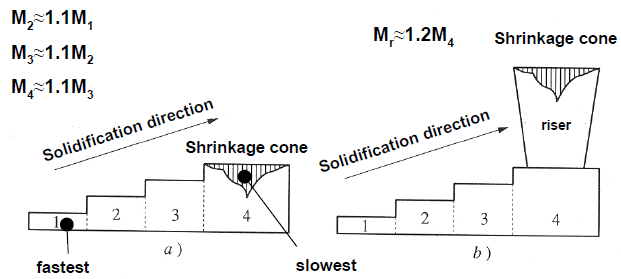 M₂≈1.1M₁
M₃≈1.1M₂
M₄≈1.1M₃
Solidification direction
Shrinkage cone
1
2
3
4
fastest
slowest
a)
Mᵣ≈1.2M₄
Shrinkage cone
Solidification direction
riser
1
2
3
4
b)